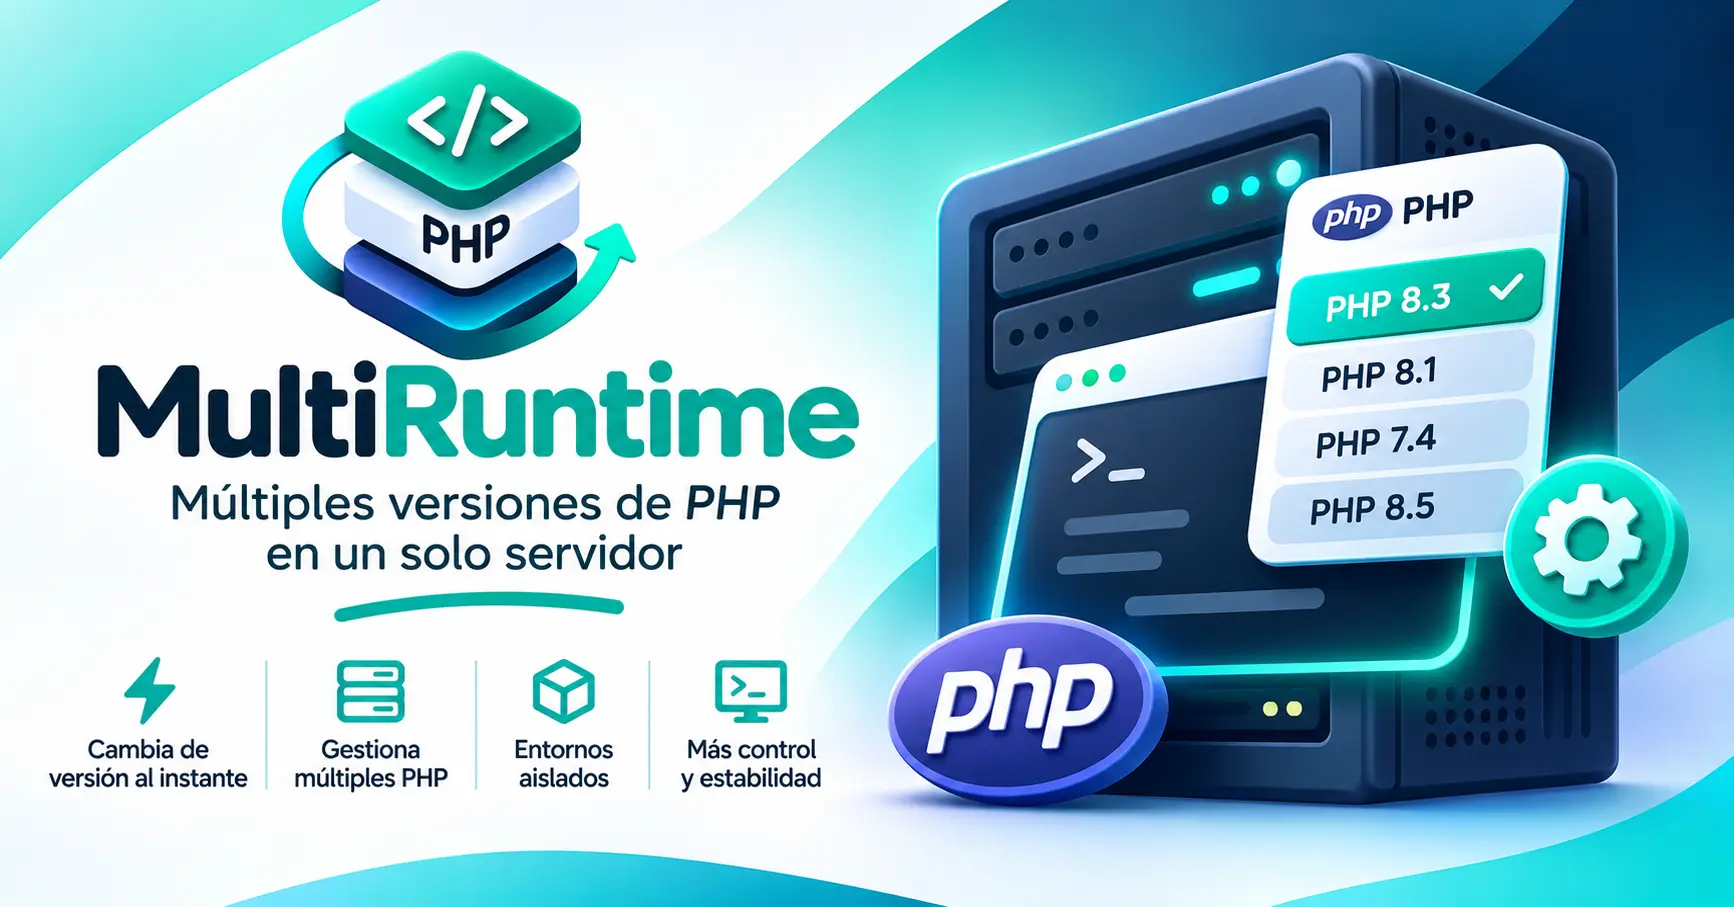 </>
PHP
MultiRuntime
Múltiples versiones de PHP
en un solo servidor
Cambia de
versión al instante
Gestiona
múltiples PHP
Entornos
aislados
Más control
y estabilidad
php PHP
PHP 8.3
PHP 8.1
PHP 7.4
PHP 8.5
>_
php